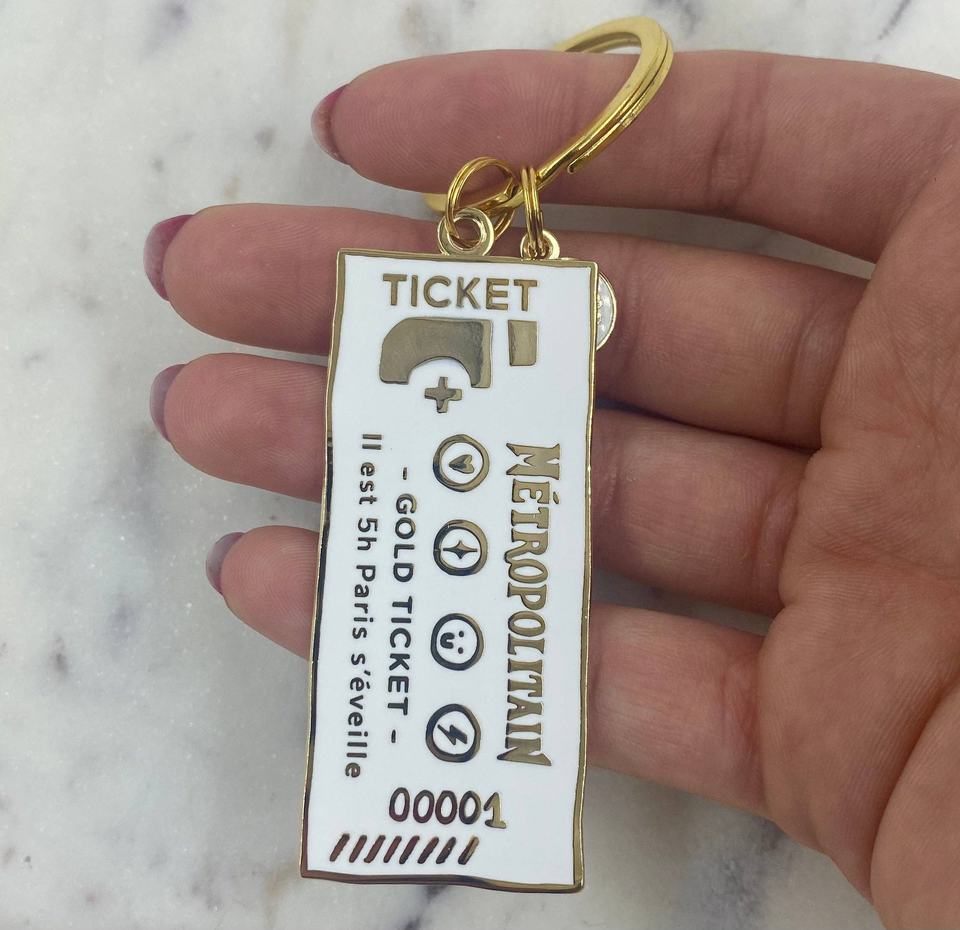 TICKET
t+
MÉTROPOLITAIN
- GOLD TICKET -
Il est 5h Paris s'éveille
00001